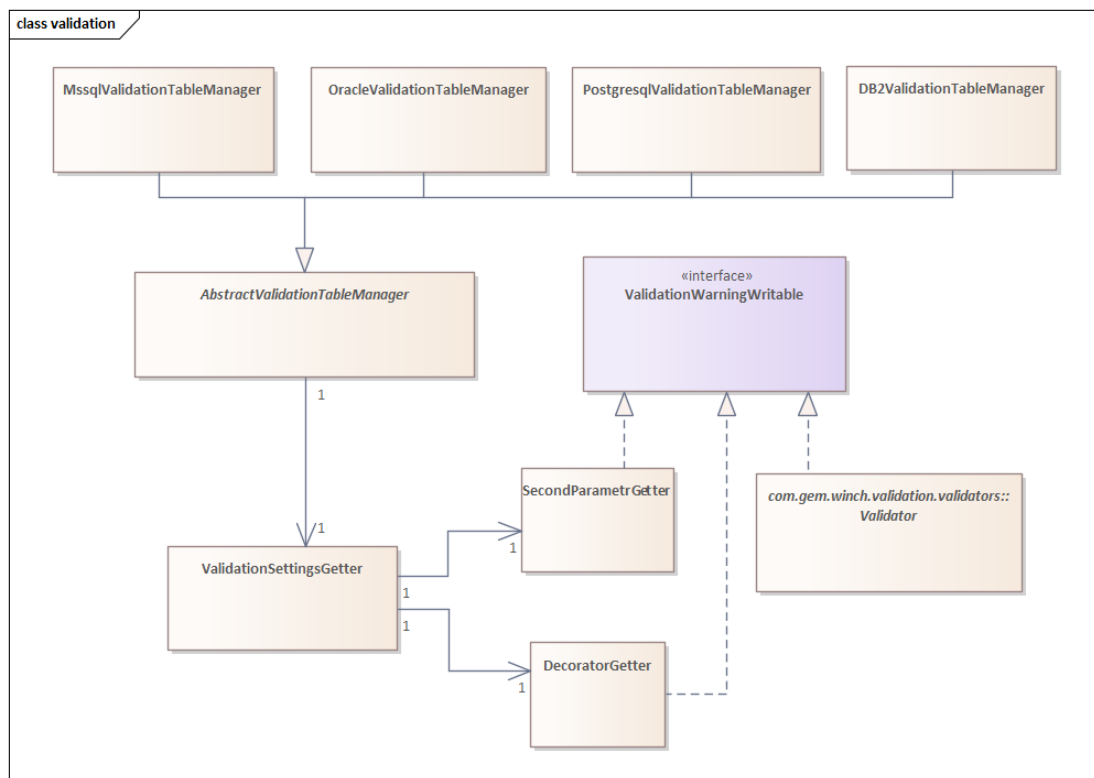 class validation
MssqlValidationTableManager
OracleValidationTableManager
PostgresqlValidationTableManager
DB2ValidationTableManager
AbstractValidationTableManager
«interface»
ValidationWarningWritable
1
SecondParametrGetter
com.gem.winch.validation.validators::
Validator
1
ValidationSettingsGetter
1
1
1
DecoratorGetter
1